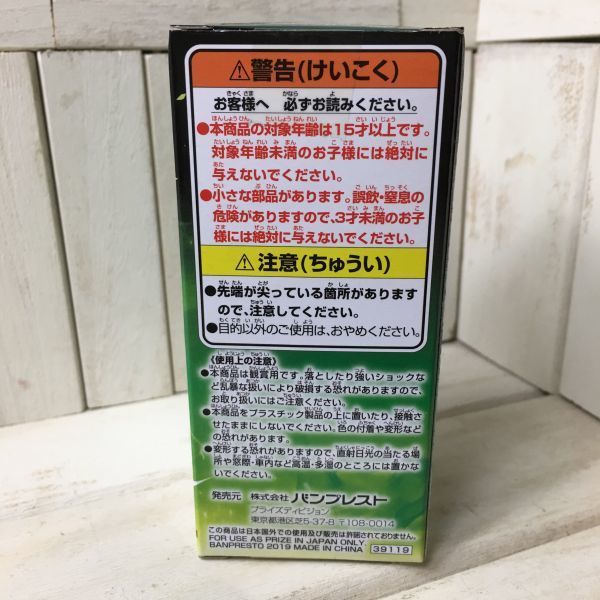 ⚠警告(けいこく)
お客様へ 必ずお読みください。
●本商品の対象年齢は15才以上です。
対象年齢未満のお子様には絶対に
与えないでください。
●小さな部品があります。誤飲・窒息の
危険がありますので、3才未満のお子
様には絶対に与えないでください。
⚠注意(ちゅうい)
●先端が尖っている箇所があります
ので、注意してください。
●目的以外のご使用は、おやめください。
《使用上の注意》
●本商品は観賞用です。落としたり強いショックな
ど乱暴な扱いにより破損する恐れがありますので、
お取り扱いにはご注意ください。
●本商品をプラスチック製品の上に置いたり、接触さ
せたままにしないでください。色の付着や変形など
の恐れがあります。
●変形する恐れがありますので、直射日光の当たる場
所や窓際・車内など高温・多湿のところには置かな
いでください。
発売元 株式会社 バンプレスト
プライズディビジョン
東京都港区芝5-37-8 〒108-0014
この商品は日本国外での使用及び販売は許諾されておりません。
FOR USE AS PRIZE IN JAPAN ONLY.
BANPRESTO 2019 MADE IN CHINA
39119